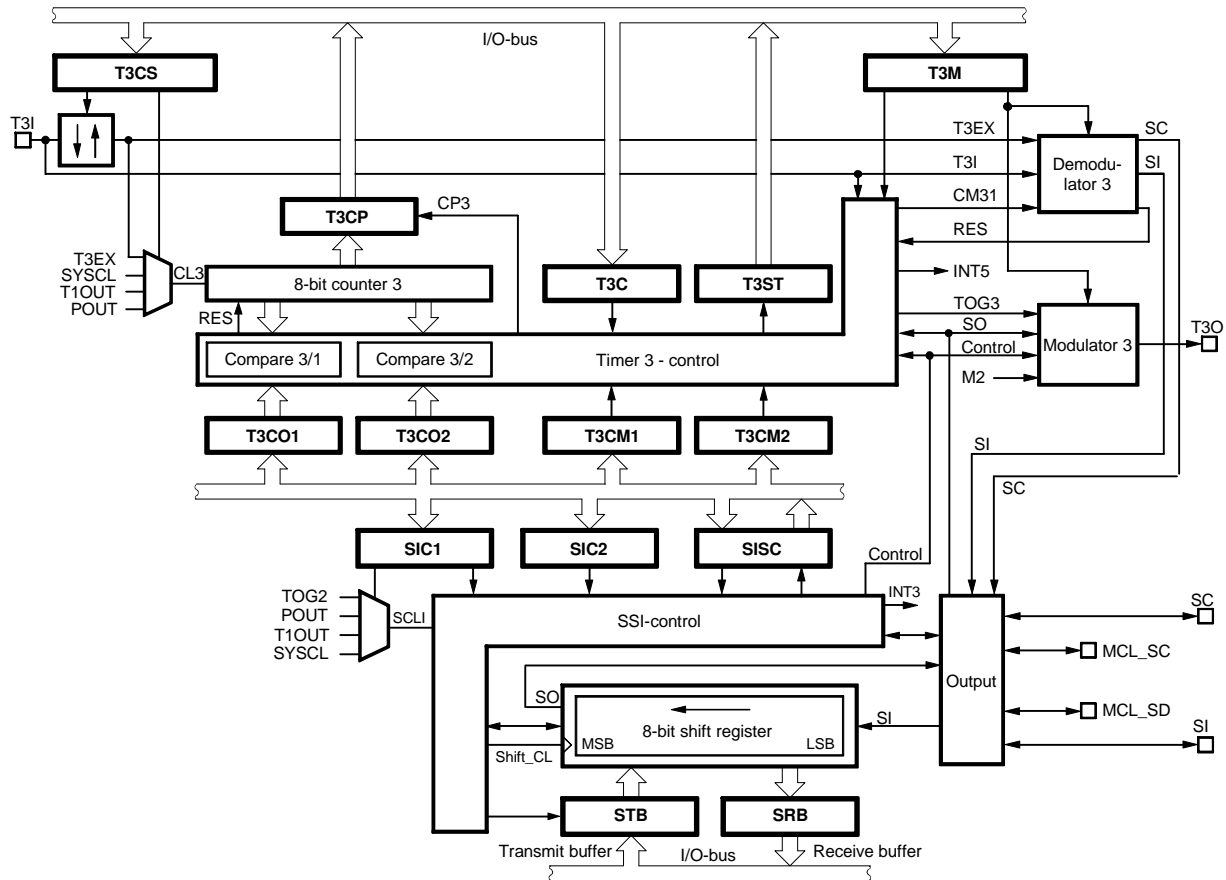 I/O-bus
T3CS
T3M
T3I
T3EX
SC
T3I
SI
Demodu-
lator 3
CM31
T3CP
CP3
RES
T3EX
SYSCL
T1OUT
POUT
CL3
8-bit counter 3
T3C
T3ST
INT5
RES
TOG3
SO
Control
M2
Modulator 3
T3O
Compare 3/1
Compare 3/2
Timer 3 - control
T3CO1
T3CO2
T3CM1
T3CM2
SI
SC
SIC1
SIC2
SISC
Control
TOG2
POUT
T1OUT
SYSCL
SCLI
SSI-control
INT3
SC
MCL_SC
Output
SO
8-bit shift register
MSB
LSB
SI
MCL_SD
SI
Shift_CL
STB
SRB
Transmit buffer
I/O-bus
Receive buffer